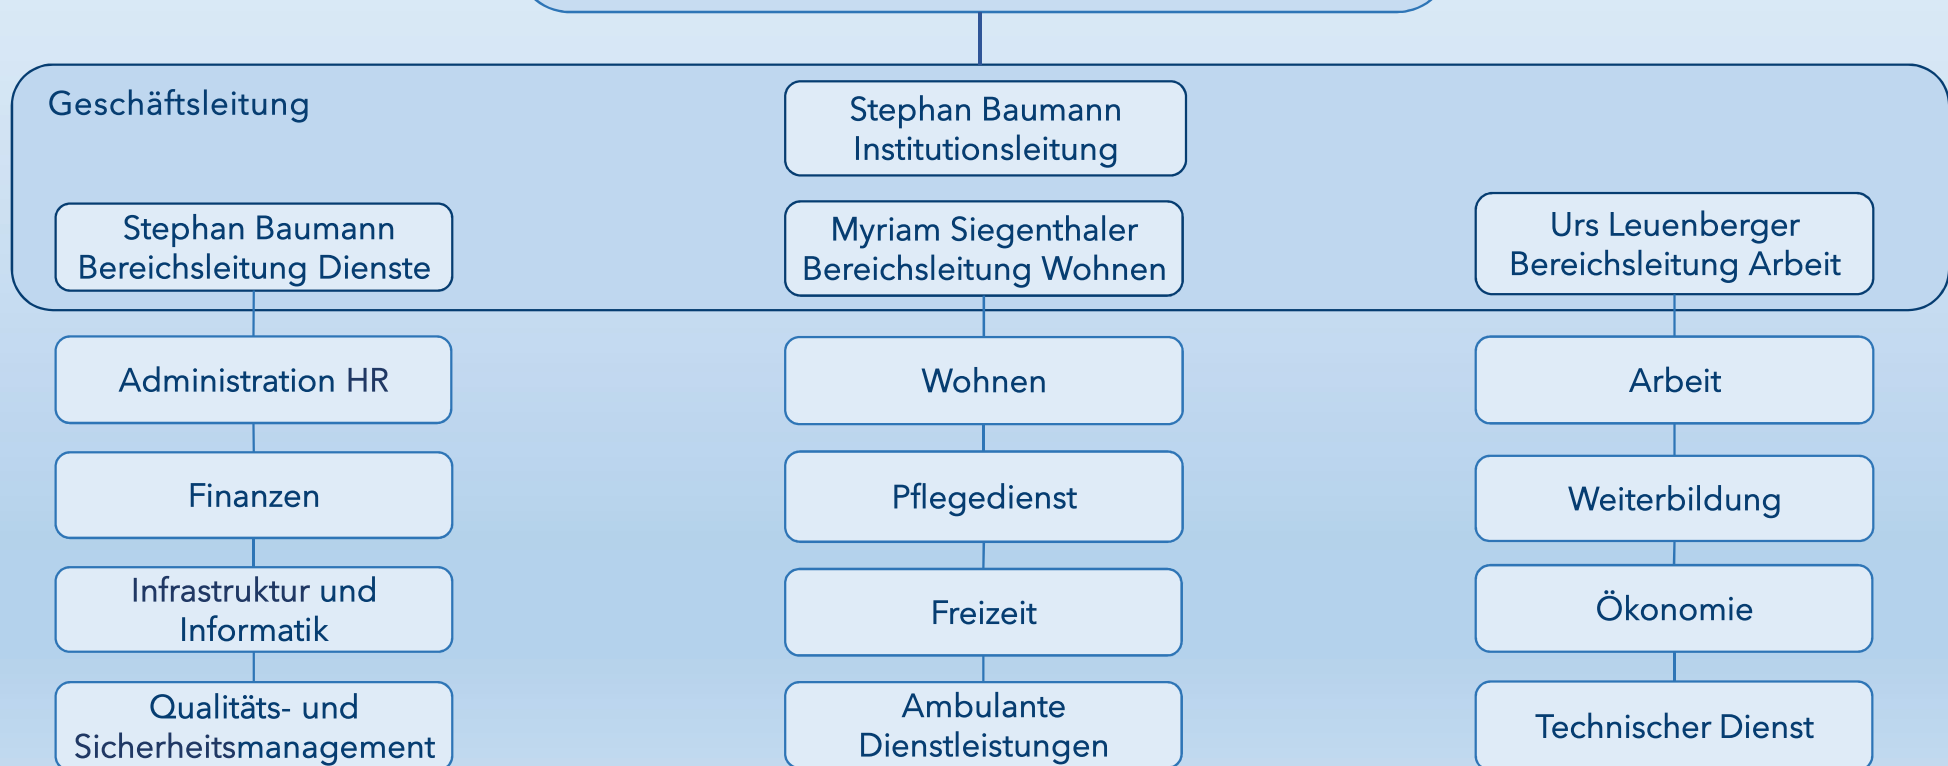 Geschäftsleitung
Stephan Baumann
Institutionsleitung
Stephan Baumann
Bereichsleitung Dienste
Myriam Siegenthaler
Bereichsleitung Wohnen
Urs Leuenberger
Bereichsleitung Arbeit
Administration HR
Wohnen
Arbeit
Finanzen
Pflegedienst
Weiterbildung
Infrastruktur und
Informatik
Freizeit
Ökonomie
Qualitäts- und
Sicherheitsmanagement
Ambulante
Dienstleistungen
Technischer Dienst